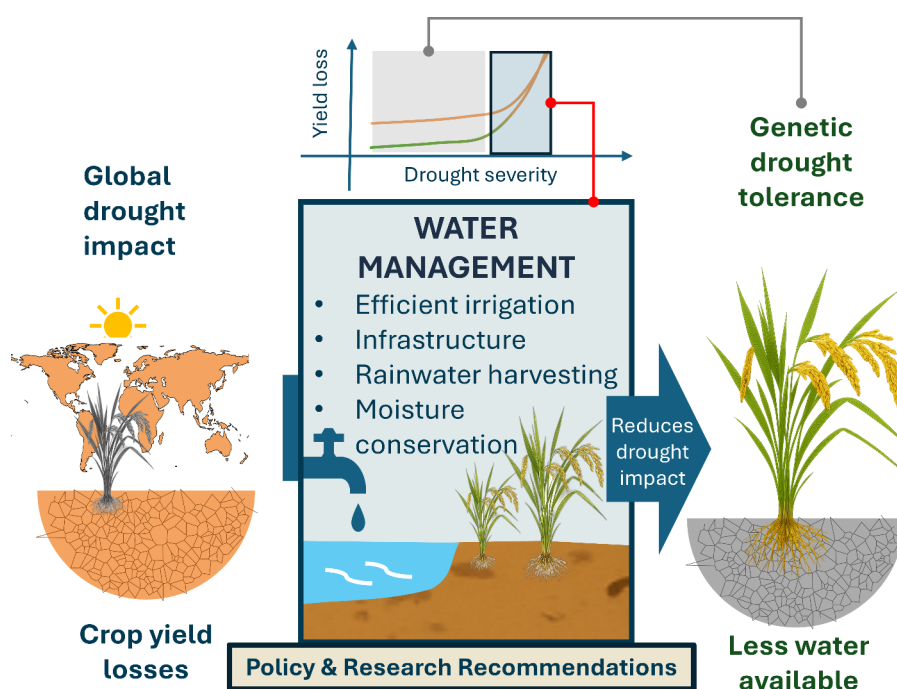 Yield loss
Drought severity
Global
drought
impact
Genetic
drought
tolerance
WATER
MANAGEMENT
• Efficient irrigation
• Infrastructure
• Rainwater harvesting
• Moisture
conservation
Reduces
drought
impact
Crop yield
losses
Policy & Research Recommendations
Less water
available